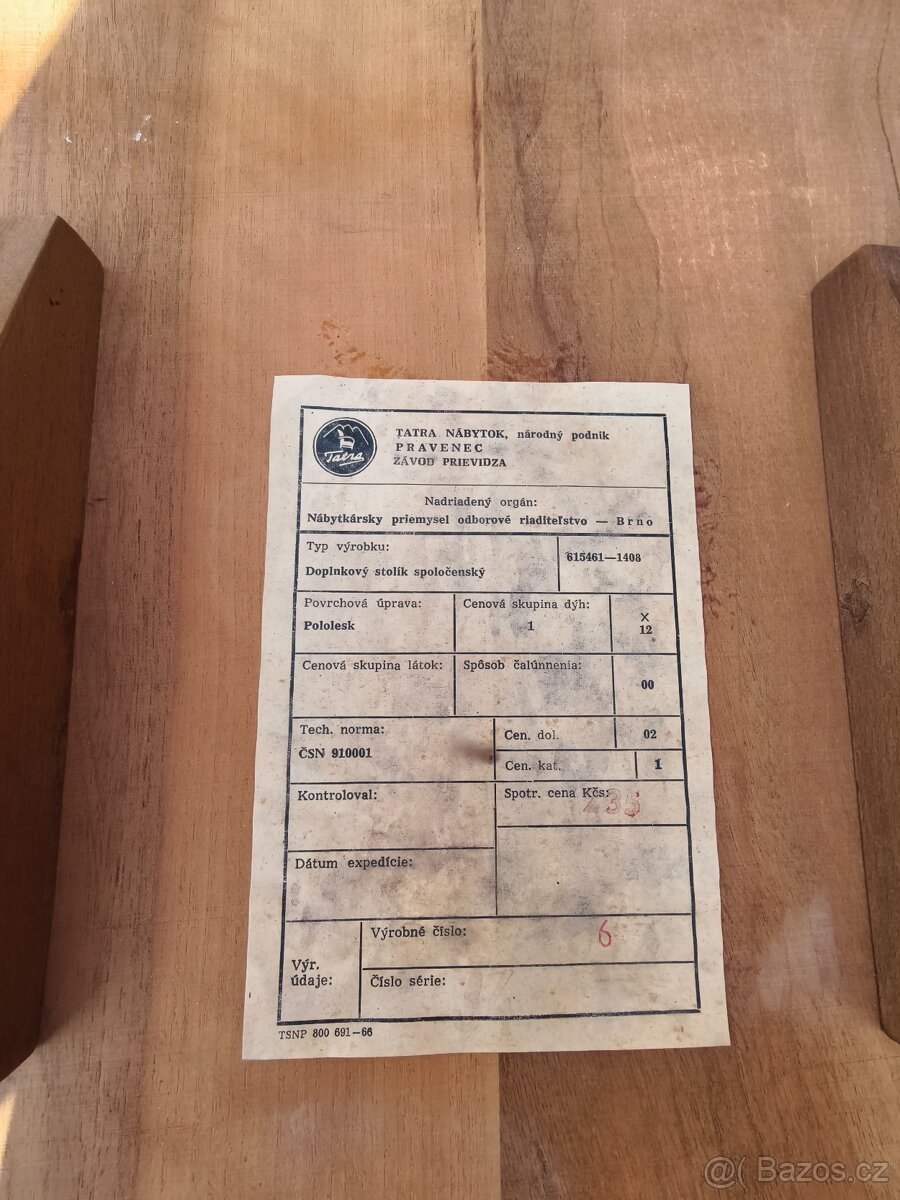 Tatra
TATRA NÁBYTOK, národný podnik
PRAVENEC
ZÁVOD PRIEVIDZA
Nadriadený orgán:
Nábytkársky priemysel odborové riaditeľstvo — Brno
Typ výrobku:
Doplnkový stolík spoločenský
615461—1408
Povrchová úprava:
Pololesk
Cenová skupina dýh:
1
X
12
Cenová skupina látok:
Spôsob čalúnnenia:
00
Tech. norma:
ČSN 910001
Cen. dol.
02
Cen. kat.
1
Kontroloval:
Spotr. cena Kčs:
235
Dátum expedície:
Výr.
údaje:
Výrobné číslo:
6
Číslo série:
TSNP 800 691—66
@( Bazos.cz